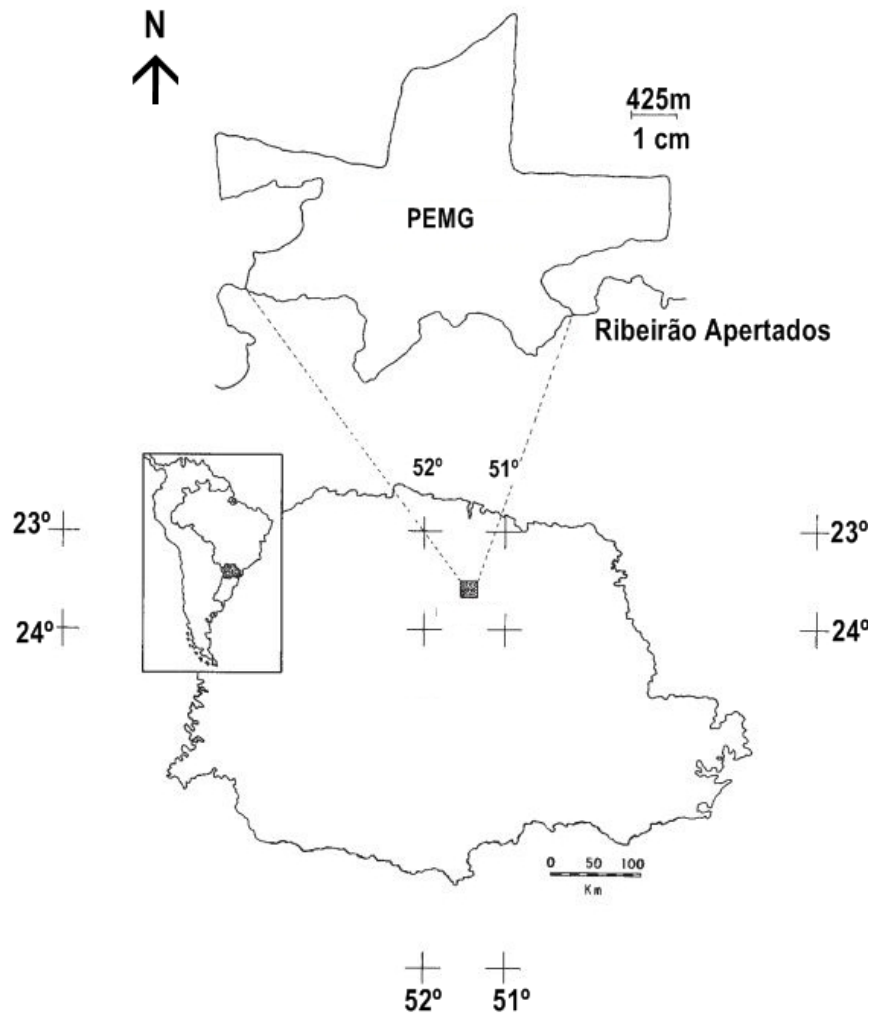 N
425m
1 cm
PEMG
Ribeirão Apertados
52º 51º
23º 23º
24º 24º
0 50 100
Km
52º 51º